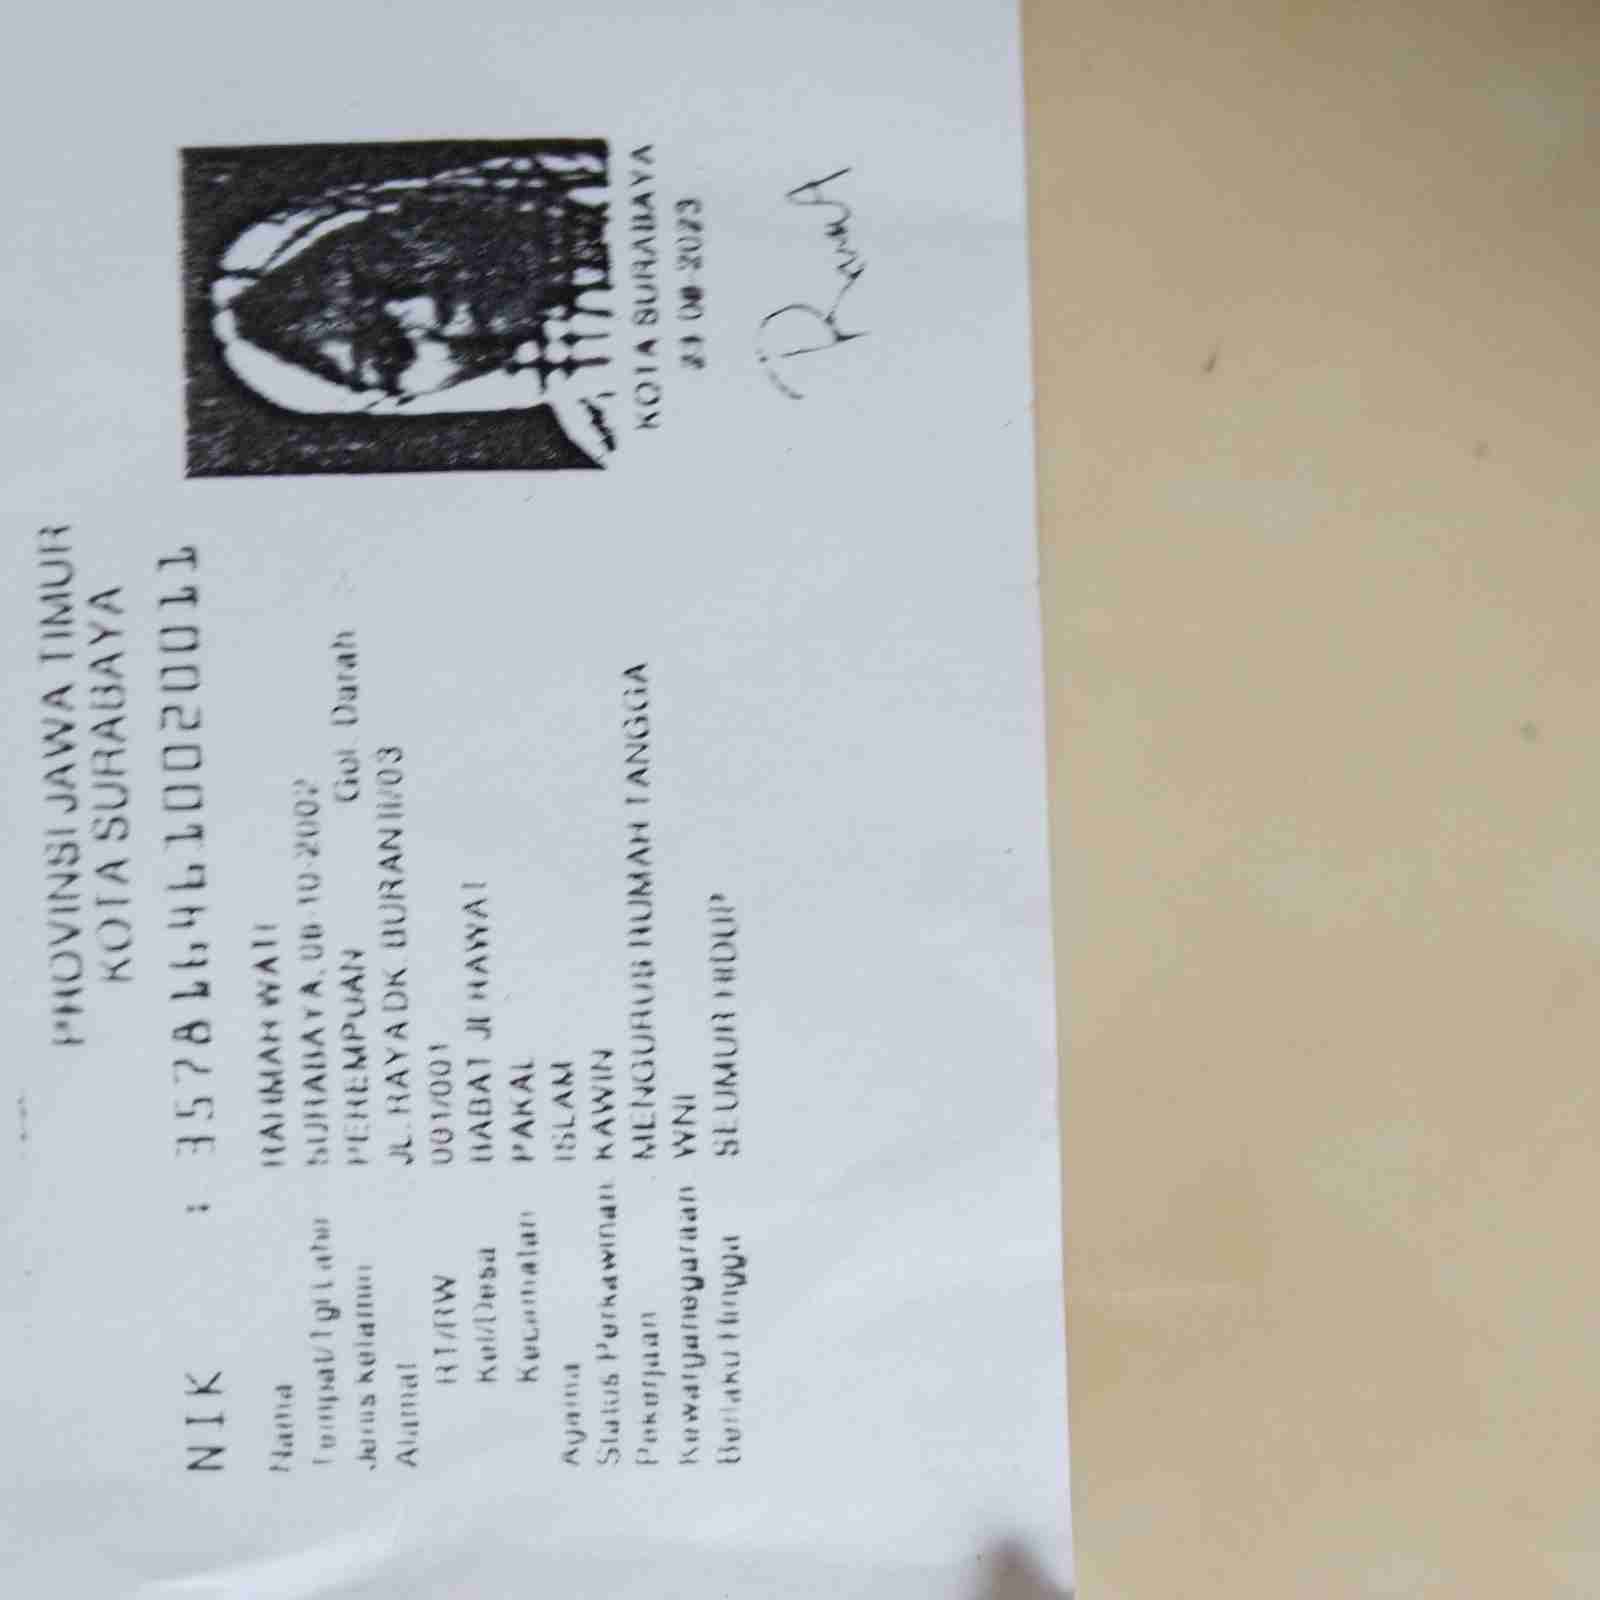 PROVINSI JAWA TIMUR
KOTA SURABAYA
NIK : 3578164610020011
Nama RAHMAH WATI
Tempat/Tgl Lahir SURABAYA, 06-10-2002
Jenis Kelamin PEREMPUAN Gol. Darah
Alamat JL. RAYA DK.
RT/RW 001/001
Kel/Desa BABAT JERAWAT
Kecamatan PAKAL
Agama ISLAM
Status Perkawinan KAWIN
Pekerjaan MENGURUS RUMAH TANGGA
Kewarganegaraan WNI
Berlaku Hingga SEUMUR HIDUP
KOTA SURABAYA